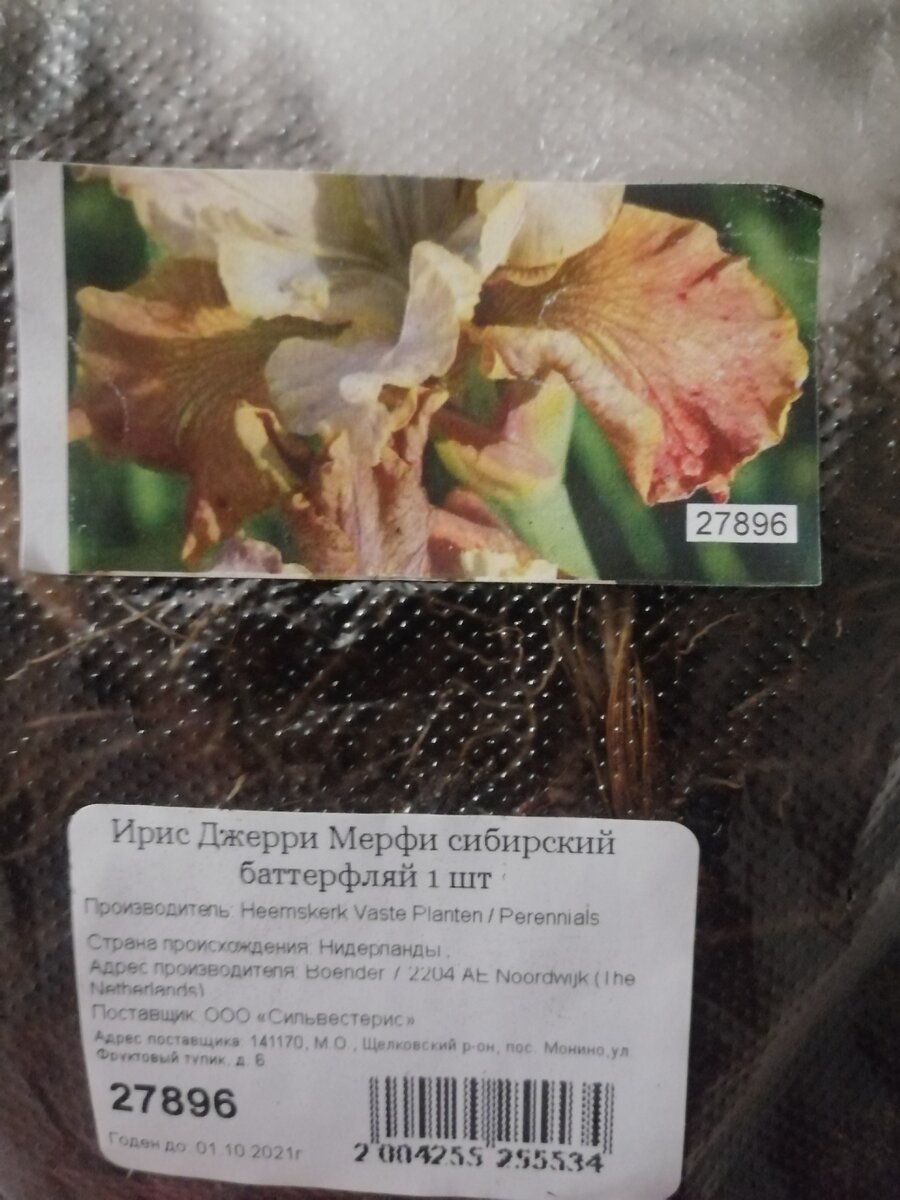 27896
Ирис Джерри Мерфи сибирский
баттерфляй 1 шт
Производитель: Heemskerk Vaste Planten / Perennials
Страна происхождения: Нидерланды ,
Адрес производителя: Boender / 2204 AE Noordwijk (The
Netherlands)
Поставщик: ООО «Сильвестерис»
Адрес поставщика: 141170, М.О., Щелковский р-он, пос. Монино,ул
Фруктовый тупик, д. 6
27896
Годен до: 01.10.2021г
2 004255 255534